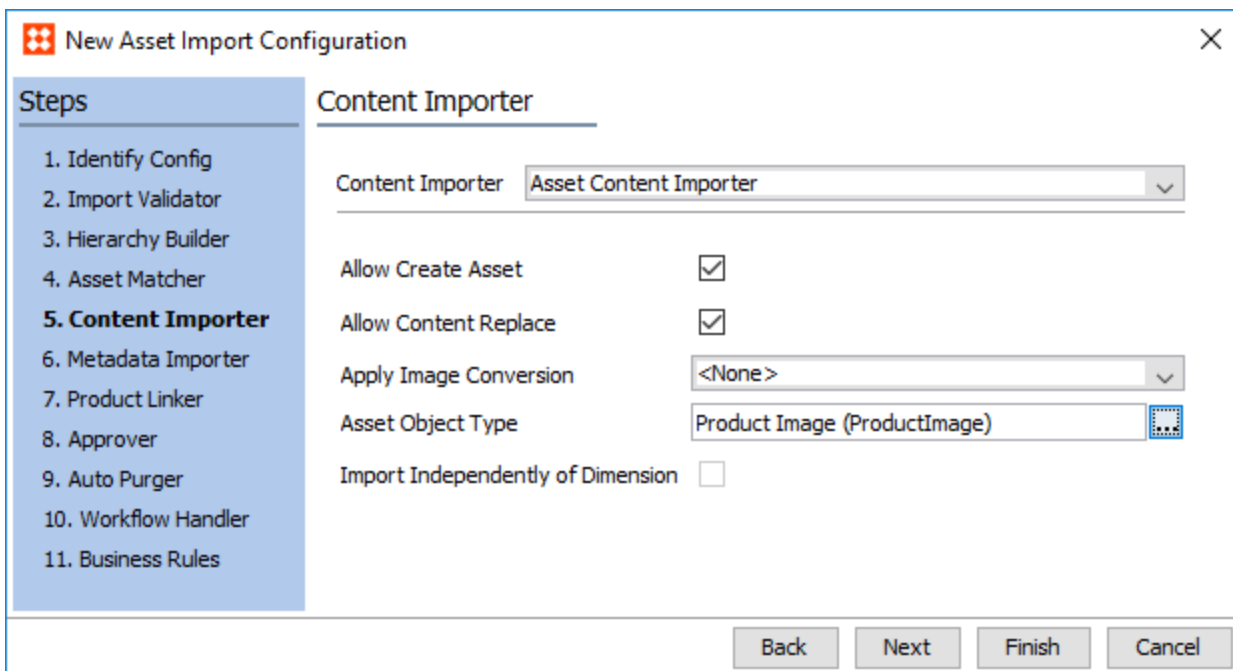 New Asset Import Configuration
Steps
1. Identify Config
2. Import Validator
3. Hierarchy Builder
4. Asset Matcher
5. Content Importer
6. Metadata Importer
7. Product Linker
8. Approver
9. Auto Purger
10. Workflow Handler
11. Business Rules
Content Importer
Content Importer Asset Content Importer
Allow Create Asset
Allow Content Replace
Apply Image Conversion <None>
Asset Object Type Product Image (ProductImage) ...
Import Independently of Dimension
Back Next Finish Cancel